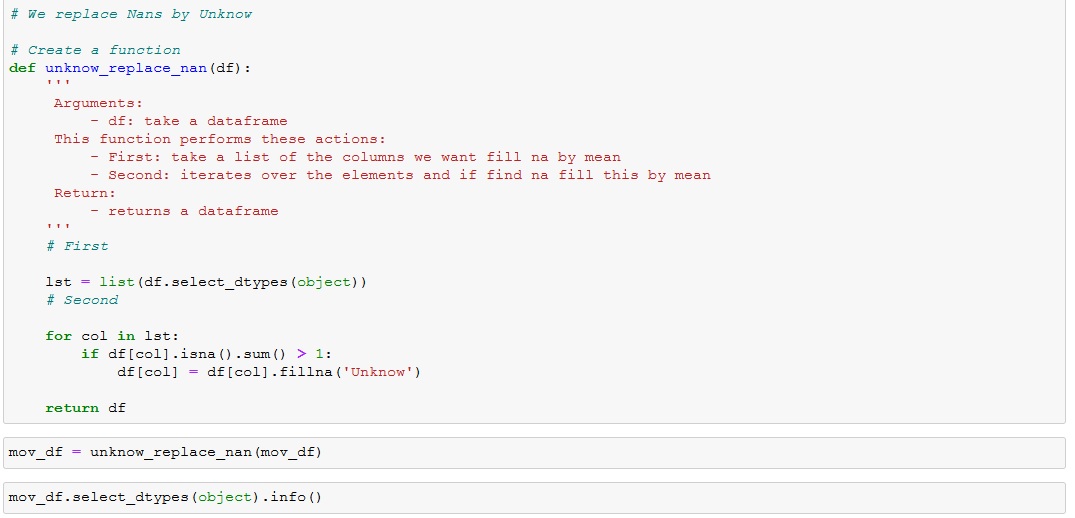 # We replace Nans by Unknow
# Create a function
def unknow_replace_nan(df):
    '''
     Arguments:
         - df: take a dataframe
     This function performs these actions:
         - First: take a list of the columns we want fill na by mean
         - Second: iterates over the elements and if find na fill this by mean
     Return:
         - returns a dataframe
    '''
    # First
    lst = list(df.select_dtypes(object))
    # Second
    for col in lst:
        if df[col].isna().sum() > 1:
            df[col] = df[col].fillna('Unknow')
    return df
mov_df = unknow_replace_nan(mov_df)
mov_df.select_dtypes(object).info()